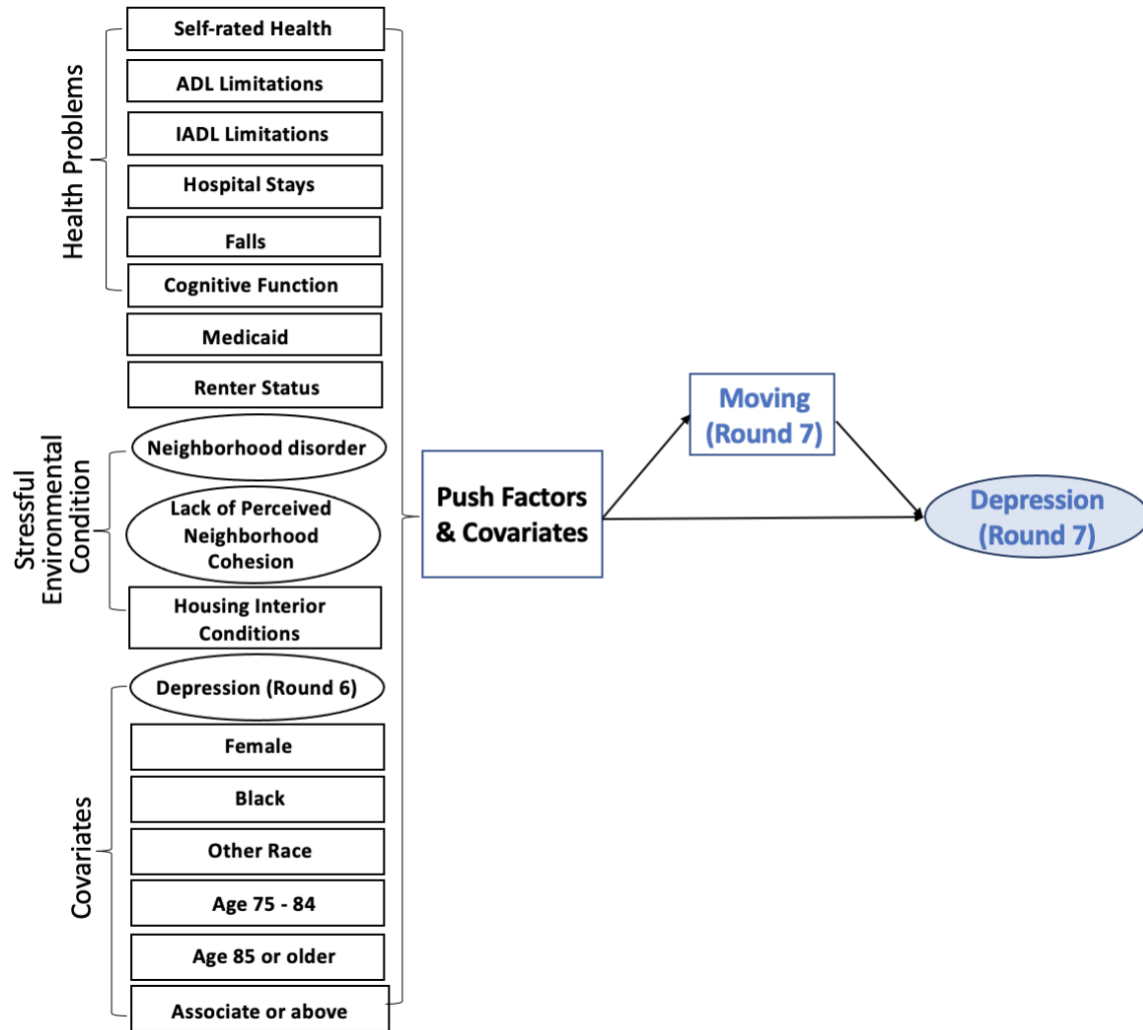 Health Problems
Self-rated Health
ADL Limitations
IADL Limitations
Hospital Stays
Falls
Cognitive Function
Medicaid
Renter Status
Stressful
Environmental
Condition
Neighborhood disorder
Lack of Perceived
Neighborhood
Cohesion
Housing Interior
Conditions
Covariates
Depression (Round 6)
Female
Black
Other Race
Age 75 - 84
Age 85 or older
Associate or above
Push Factors
& Covariates
Moving
(Round 7)
Depression
(Round 7)